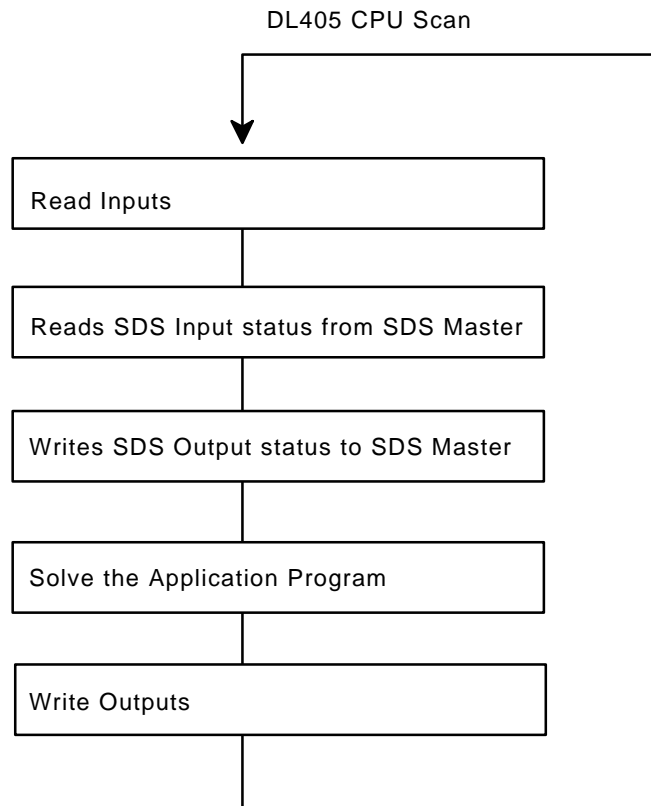 DL405 CPU Scan
Read Inputs
Reads SDS Input status from SDS Master
Writes SDS Output status to SDS Master
Solve the Application Program
Write Outputs